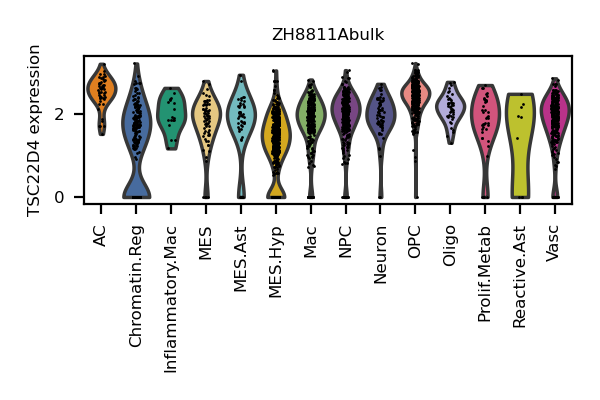 ZH8811Abulk
TSC22D4 expression
2
0
AC
Chromatin.Reg
Inflammatory.Mac
MES
MES.Ast
MES.Hyp
Mac
NPC
Neuron
OPC
Oligo
Prolif.Metab
Reactive.Ast
Vasc